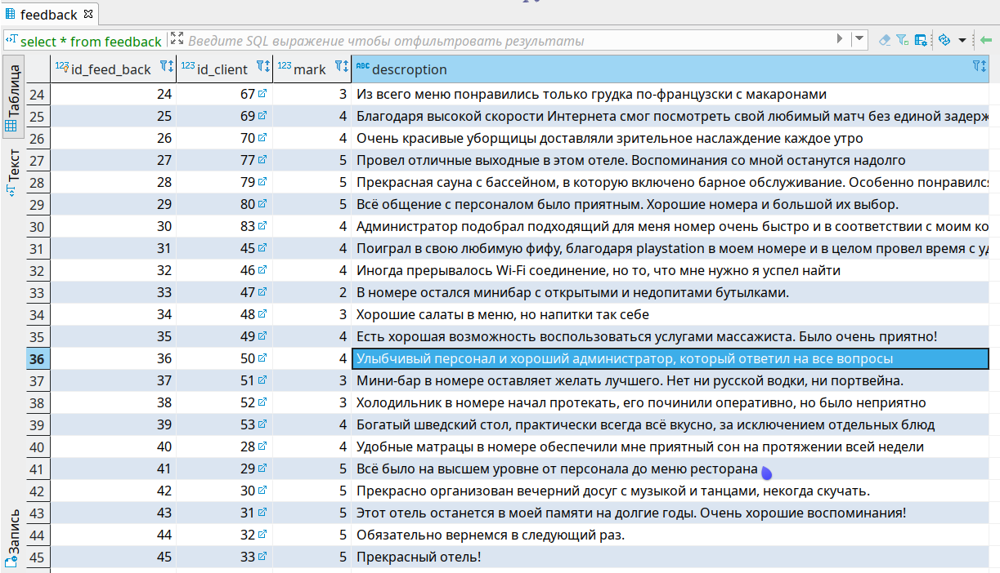 feedback
select * from feedback Введите SQL выражение чтобы отфильтровать результаты
123 id_feed_back 123 id_client 123 mark ABC descroption
24 24 67 3 Из всего меню понравились только грудка по-французски с макаронами
25 25 69 4 Благодаря высокой скорости Интернета смог посмотреть свой любимый матч без единой задерж
26 26 70 4 Очень красивые уборщицы доставляли зрительное наслаждение каждое утро
27 27 77 5 Провел отличные выходные в этом отеле. Воспоминания со мной останутся надолго
28 28 79 5 Прекрасная сауна с бассейном, в которую включено барное обслуживание. Особенно понравилс
29 29 80 5 Всё общение с персоналом было приятным. Хорошие номера и большой их выбор.
30 30 83 4 Администратор подобрал подходящий для меня номер очень быстро и в соответствии с моим ко
31 31 45 4 Поиграл в свою любимую фифу, благодаря playstation в моем номере и в целом провел время с уд
32 32 46 4 Иногда прерывалось Wi-Fi соединение, но то, что мне нужно я успел найти
33 33 47 2 В номере остался минибар с открытыми и недопитами бутылками.
34 34 48 3 Хорошие салаты в меню, но напитки так себе
35 35 49 4 Есть хорошая возможность воспользоваться услугами массажиста. Было очень приятно!
36 36 50 4 Улыбчивый персонал и хороший администратор, который ответил на все вопросы
37 37 51 3 Мини-бар в номере оставляет желать лучшего. Нет ни русской водки, ни портвейна.
38 38 52 3 Холодильник в номере начал протекать, его починили оперативно, но было неприятно
39 39 53 4 Богатый шведский стол, практически всегда всё вкусно, за исключением отдельных блюд
40 40 28 4 Удобные матрацы в номере обеспечили мне приятный сон на протяжении всей недели
41 41 29 5 Всё было на высшем уровне от персонала до меню ресторана
42 42 30 5 Прекрасно организован вечерний досуг с музыкой и танцами, некогда скучать.
43 43 31 5 Этот отель останется в моей памяти на долгие годы. Очень хорошие воспоминания!
44 44 32 5 Обязательно вернемся в следующий раз.
45 45 33 5 Прекрасный отель!
Таблица
Текст
Запись